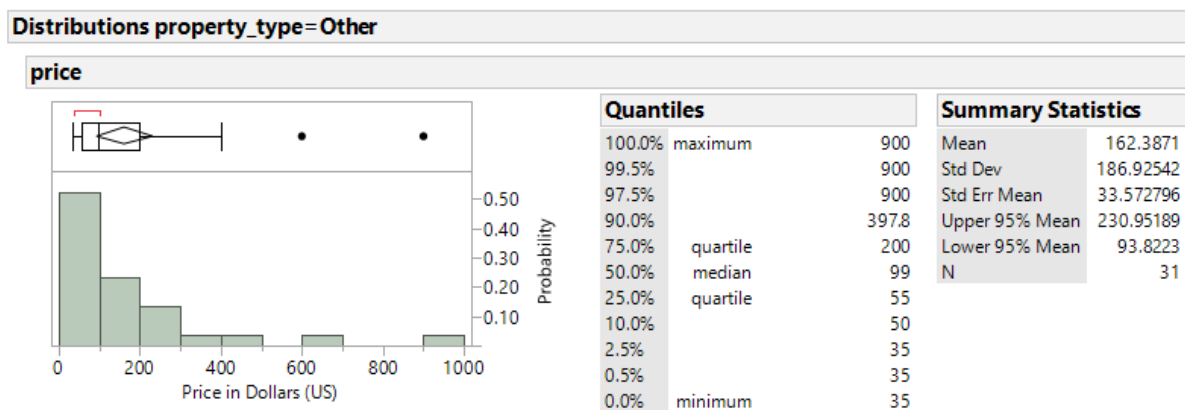 Distributions property_type=Other
price
0.50
0.40
0.30
0.20
0.10
Probability
0 200 400 600 800 1000
Price in Dollars (US)
Quantiles
100.0% maximum 900
99.5% 900
97.5% 900
90.0% 397.8
75.0% quartile 200
50.0% median 99
25.0% quartile 55
10.0% 50
2.5% 35
0.5% 35
0.0% minimum 35
Summary Statistics
Mean 162.3871
Std Dev 186.92542
Std Err Mean 33.572796
Upper 95% Mean 230.95189
Lower 95% Mean 93.8223
N 31